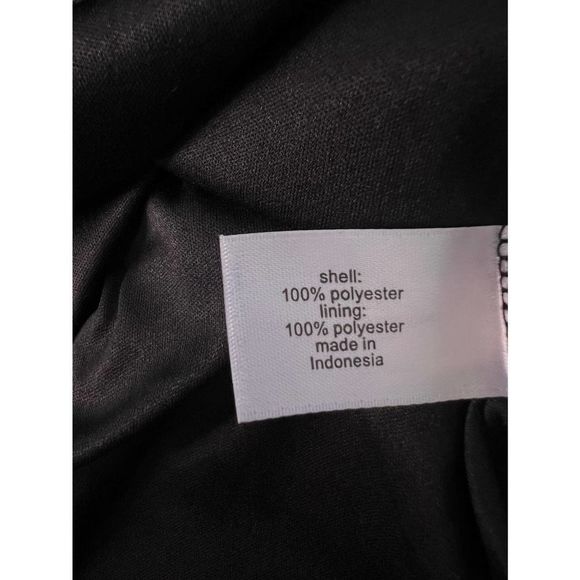 shell:
100% polyester
lining:
100% polyester
made in
Indonesia